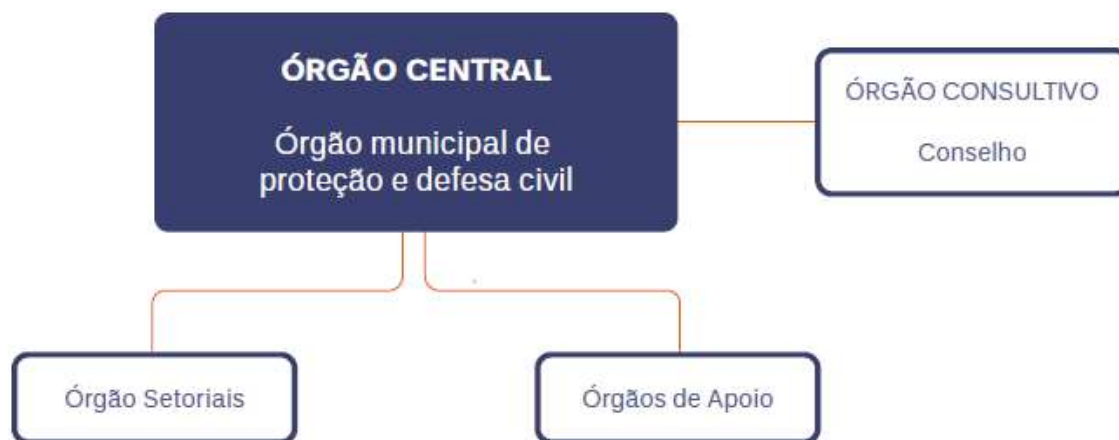 ÓRGÃO CENTRAL
Órgão municipal de
proteção e defesa civil
ÓRGÃO CONSULTIVO
Conselho
Órgão Setoriais
Órgãos de Apoio